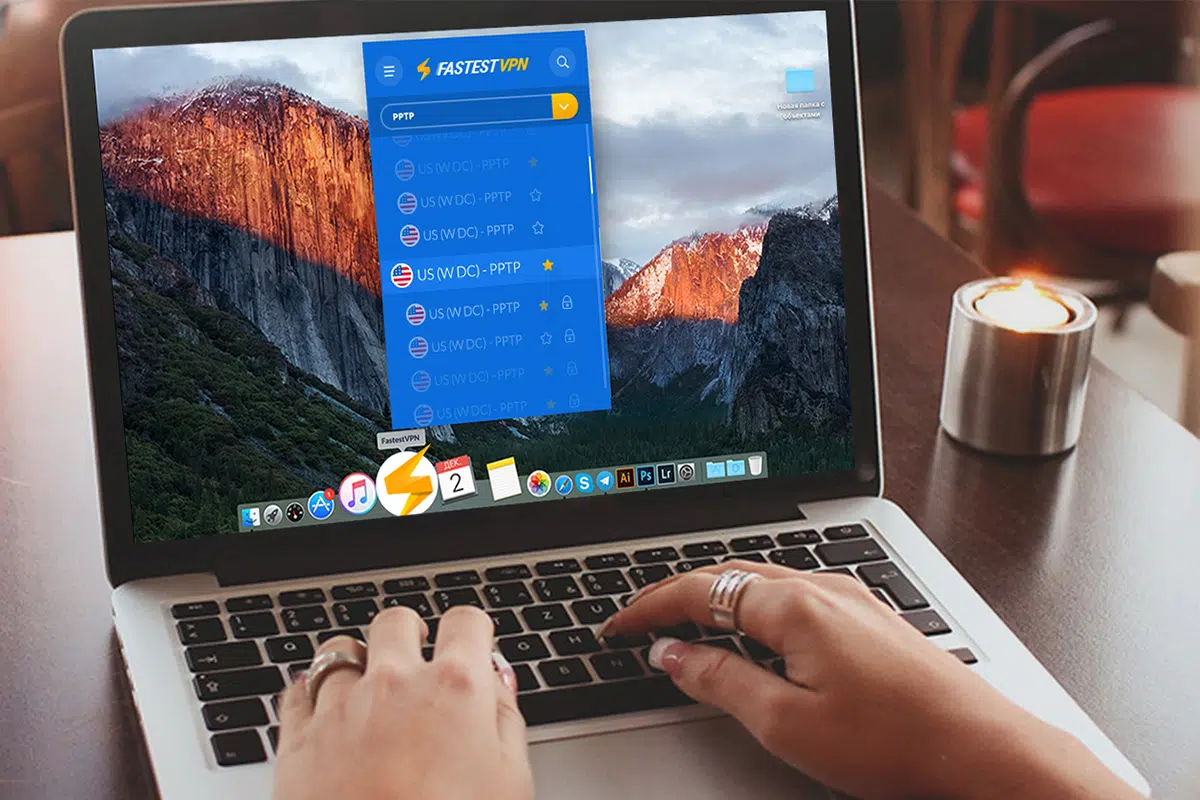 FASTESTVPN
PPTP
US (W DC) - PPTP
US (W DC) - PPTP
US (W DC) - PPTP
US (W DC) - PPTP
US (W DC) - PPTP
US (W DC) - PPTP
US (W DC) - PPTP
US (W DC) - PPTP
Новая папка с
объектами
FastestVPN
ДЕК.
2
1
S
Ai
Ps
Lr
Z
U
H
B
N